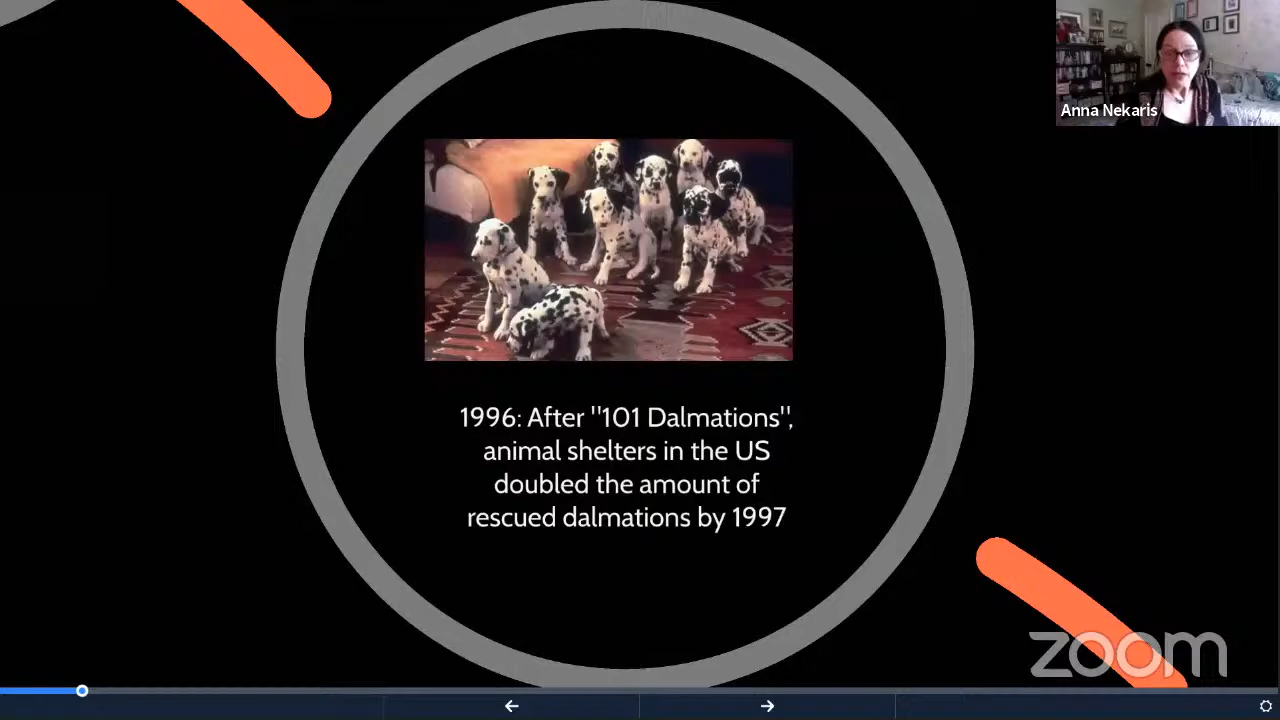 Anna Nekaris
1996: After "101 Dalmations",
animal shelters in the US
doubled the amount of
rescued dalmations by 1997
zoom